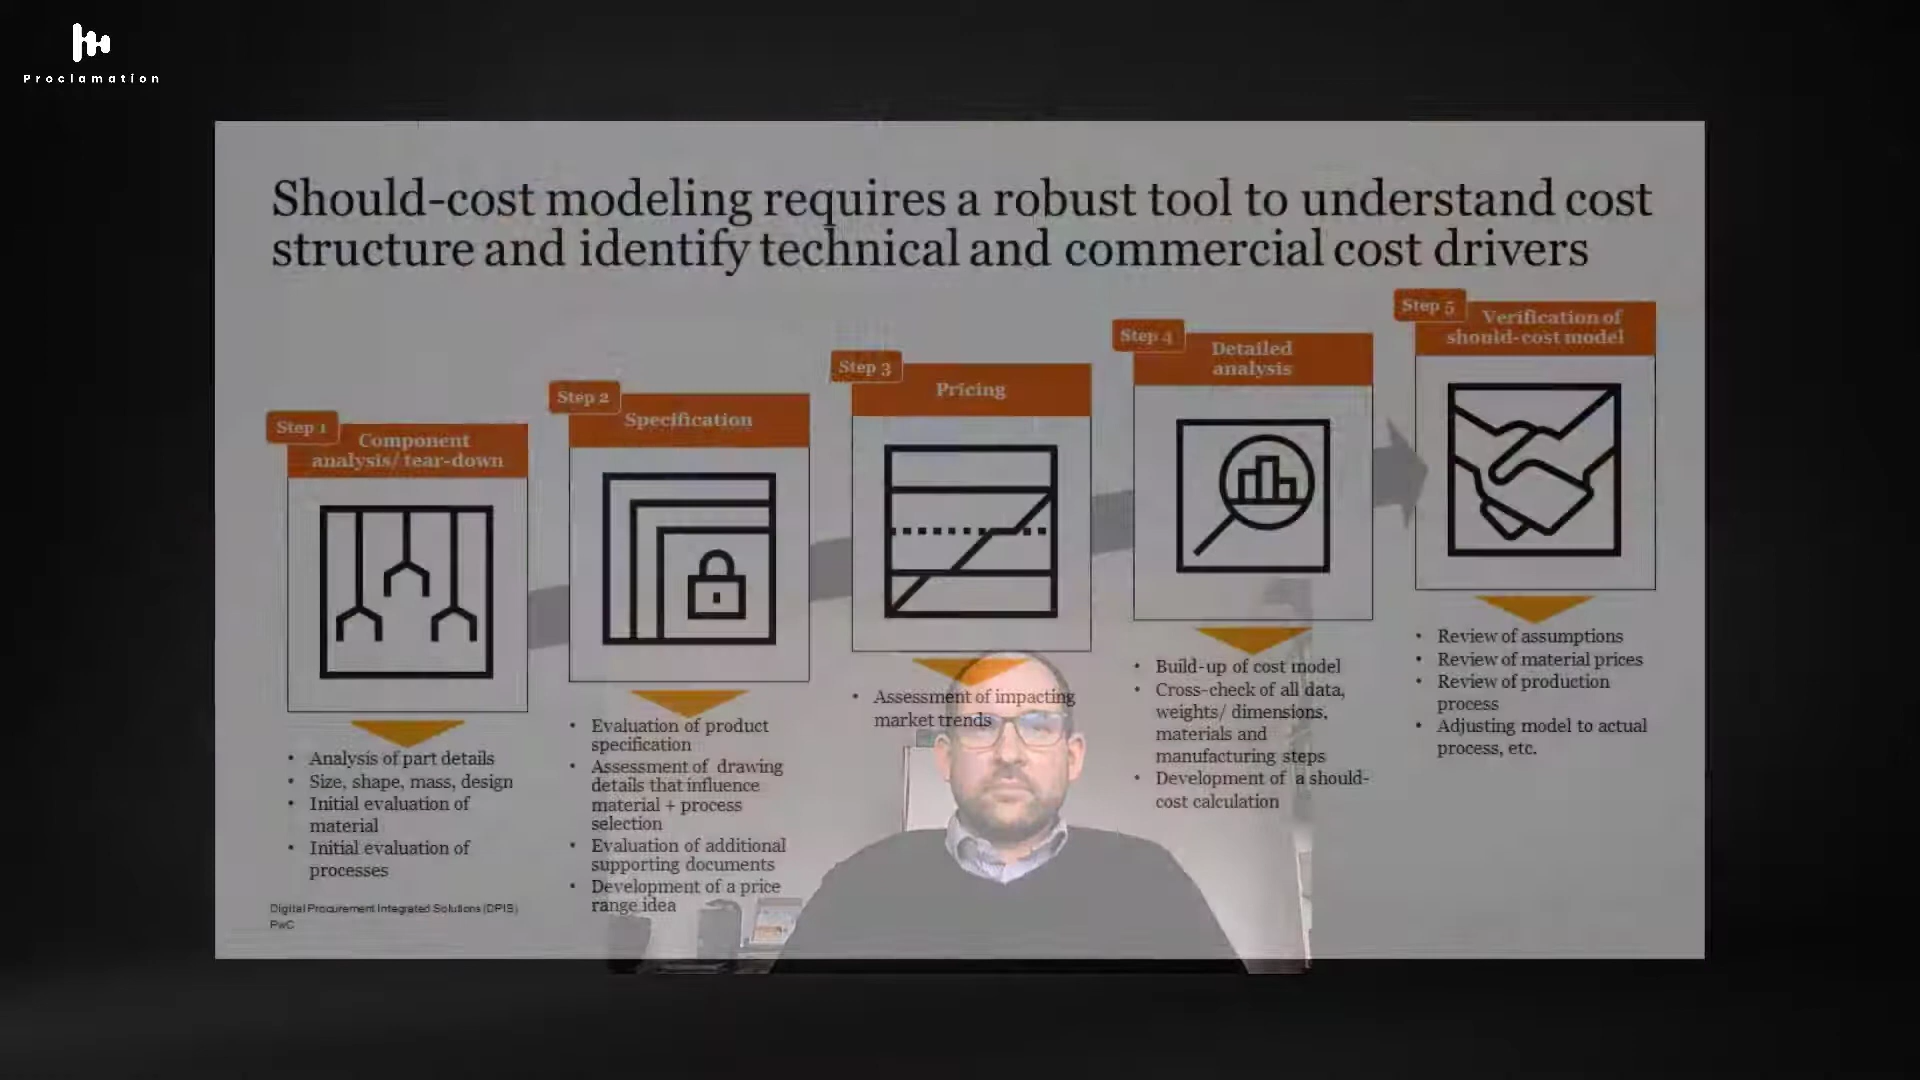 Proclamation
Should-cost modeling requires a robust tool to understand cost
structure and identify technical and commercial cost drivers
Step 1
Component
analysis/ tear-down
• Analysis of part details
• Size, shape, mass, design
• Initial evaluation of
material
• Initial evaluation of
processes
Step 2
Specification
• Evaluation of product
specification
• Assessment of drawing
details that influence
material + process
selection
• Evaluation of additional
supporting documents
• Development of a price
range idea
Step 3
Pricing
• Assessment of impacting
market trends
Step 4
Detailed
analysis
• Build-up of cost model
• Cross-check of all data,
weights/ dimensions,
materials and
manufacturing steps
• Development of a should-
cost calculation
Step 5
Verification of
should-cost model
• Review of assumptions
• Review of material prices
• Review of production
process
• Adjusting model to actual
process, etc.
Digital Procurement Integrated Solutions (DPIS)
PwC